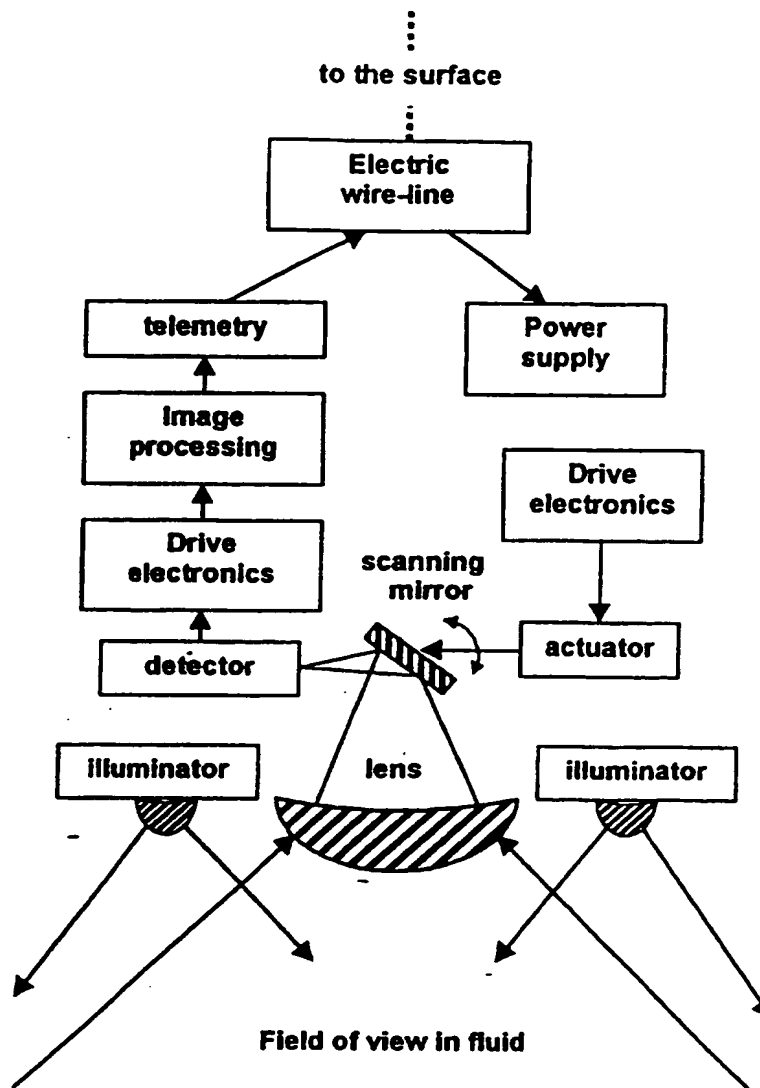 to the surface
Electric
wire-line
telemetry
Power
supply
Image
processing
Drive
electronics
Drive
electronics
scanning
mirror
detector
actuator
illuminator
lens
illuminator
Field of view in fluid